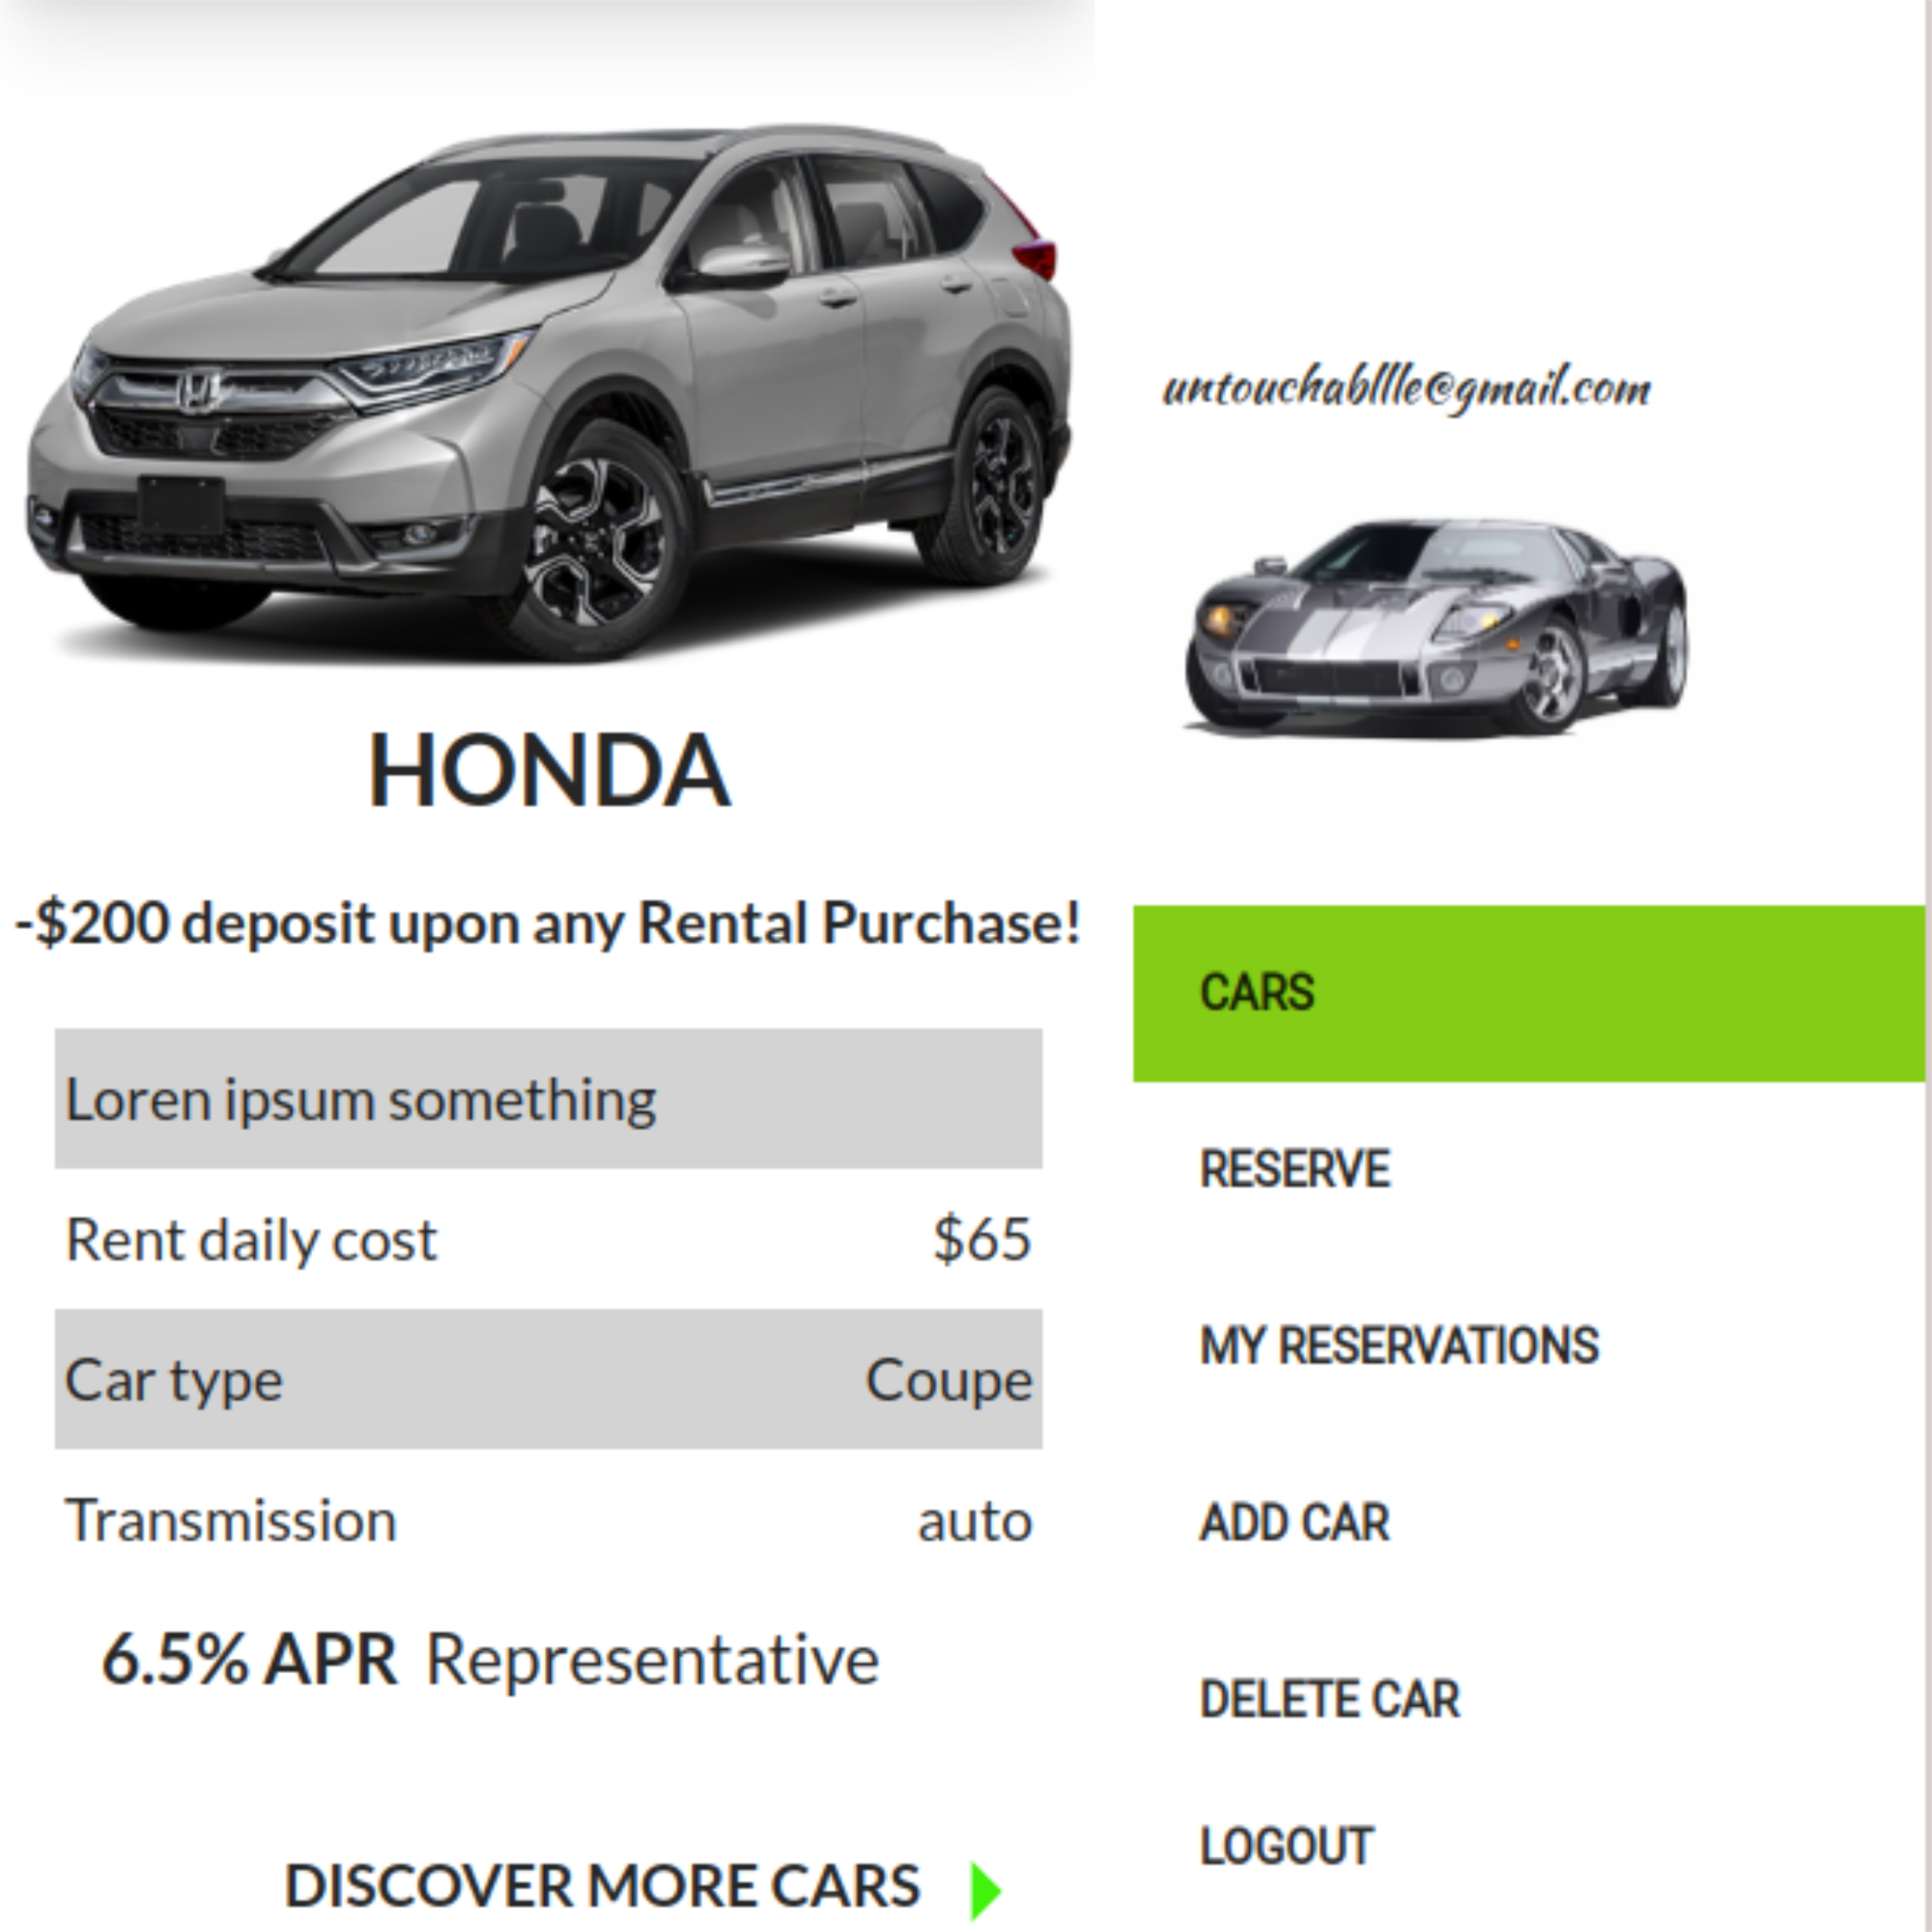 HONDA
-$200 deposit upon any Rental Purchase!
Loren ipsum something
Rent daily cost $65
Car type Coupe
Transmission auto
6.5% APR Representative
DISCOVER MORE CARS
untouchabllle@gmail.com
CARS
RESERVE
MY RESERVATIONS
ADD CAR
DELETE CAR
LOGOUT